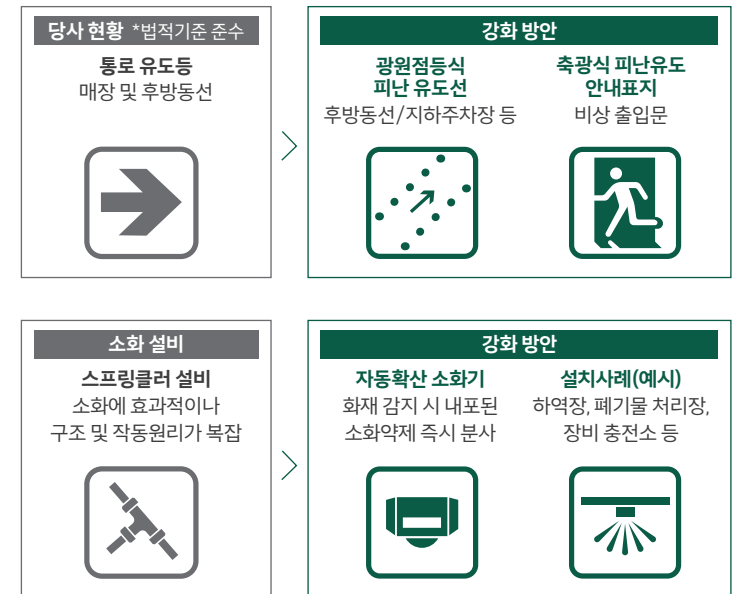 당사 현황 *법적기준 준수
통로 유도등
매장 및 후방동선
강화 방안
광원점등식
피난 유도선
후방동선/지하주차장 등
축광식 피난유도
안내표지
비상 출입문
소화 설비
스프링클러 설비
소화에 효과적이나
구조 및 작동원리가 복잡
강화 방안
자동확산 소화기
화재 감지 시 내포된
소화약제 즉시 분사
설치사례(예시)
하역장, 폐기물 처리장,
장비 충전소 등